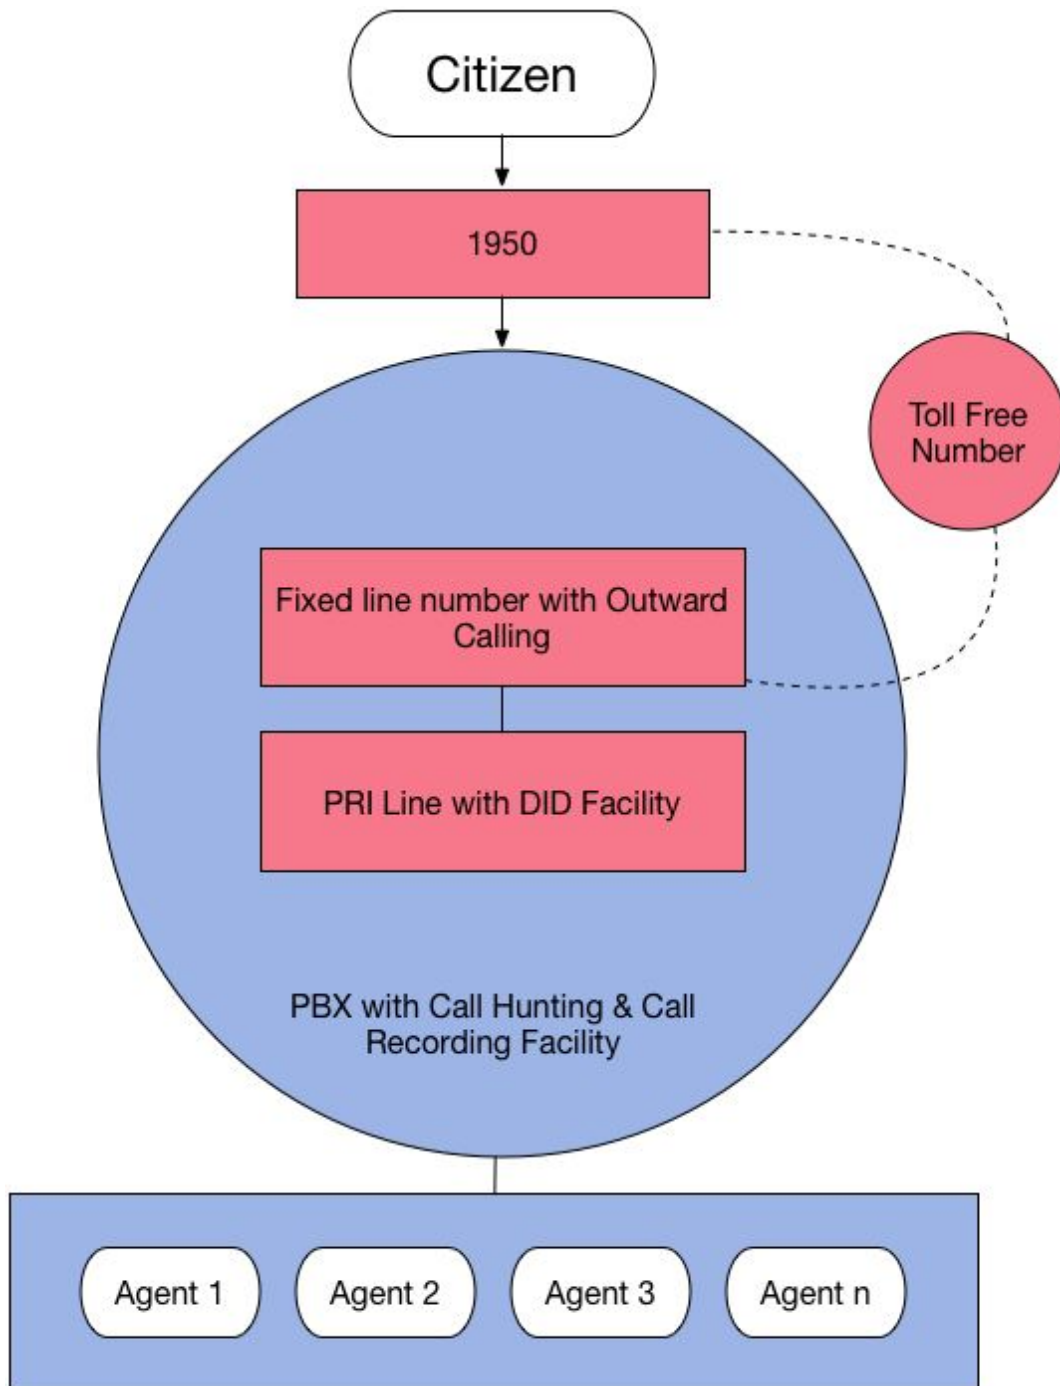 Citizen
1950
Toll Free
Number
Fixed line number with Outward
Calling
PRI Line with DID Facility
PBX with Call Hunting & Call
Recording Facility
Agent 1
Agent 2
Agent 3
Agent n